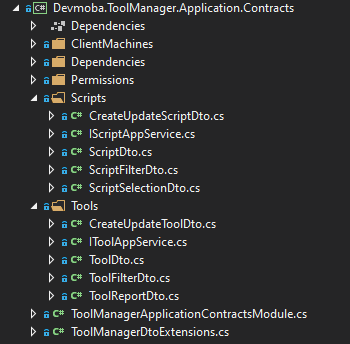 C# Devmoba.ToolManager.Application.Contracts
Dependencies
ClientMachines
Dependencies
Permissions
Scripts
C# CreateUpdateScriptDto.cs
C# IScriptAppService.cs
C# ScriptDto.cs
C# ScriptFilterDto.cs
C# ScriptSelectionDto.cs
Tools
C# CreateUpdateToolDto.cs
C# IToolAppService.cs
C# ToolDto.cs
C# ToolFilterDto.cs
C# ToolReportDto.cs
C# ToolManagerApplicationContractsModule.cs
C# ToolManagerDtoExtensions.cs